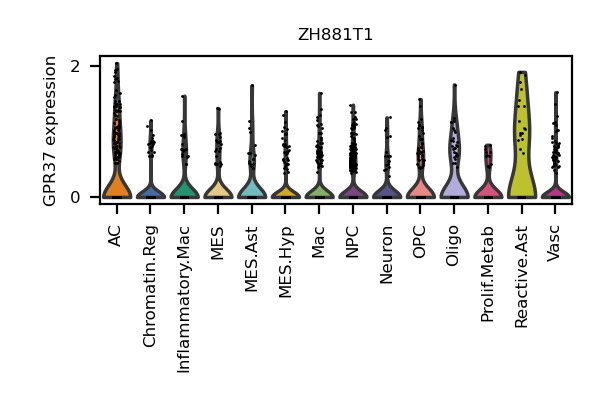 ZH881T1
GPR37 expression
2
0
AC
Chromatin.Reg
Inflammatory.Mac
MES
MES.Ast
MES.Hyp
Mac
NPC
Neuron
OPC
Oligo
Prolif.Metab
Reactive.Ast
Vasc